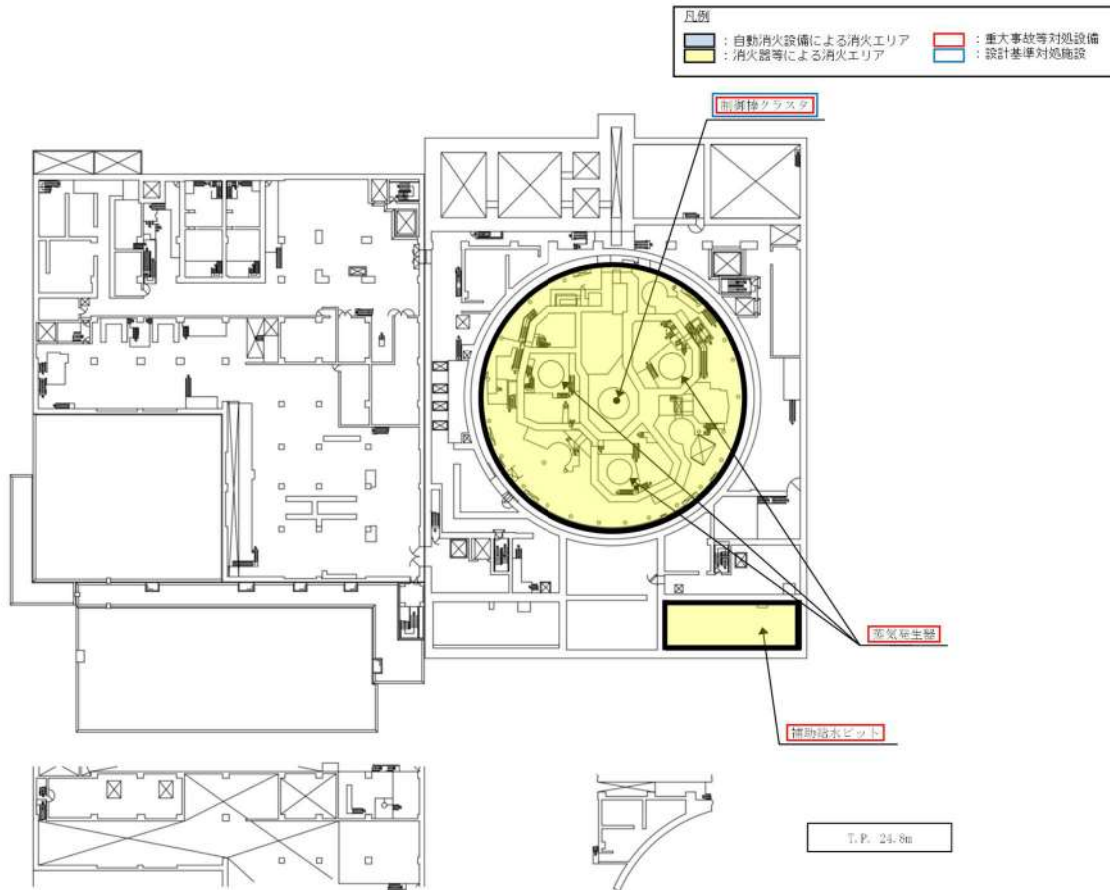 凡例
：自動消火設備による消火エリア
：重大事故等対処設備
：消火器等による消火エリア
：設計基準対処施設
制御棒クラスタ
蒸気発生器
補助給水ピット
T.P. 24.8m